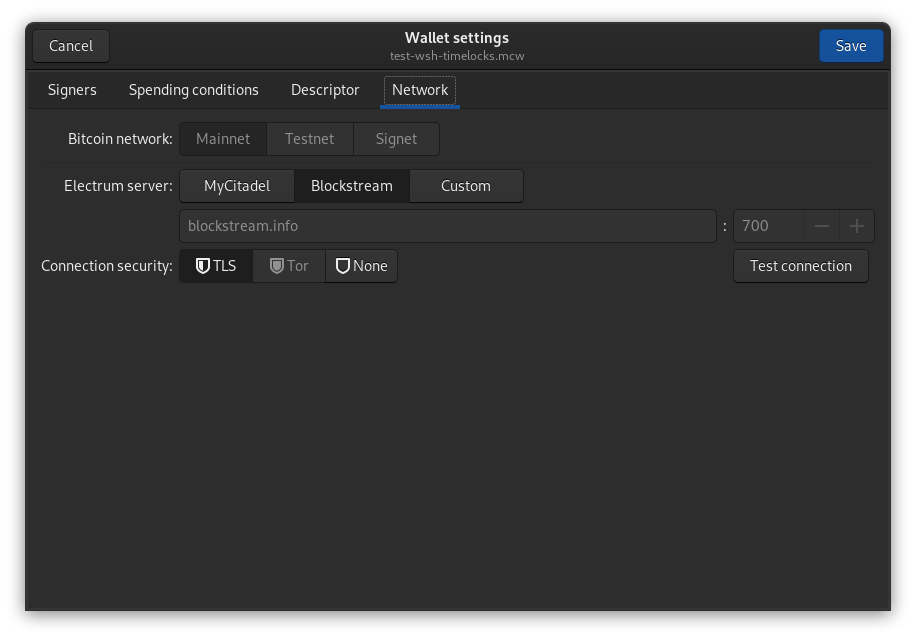 Cancel
Wallet settings
test-wsh-timelocks.mcw
Save
Signers Spending conditions Descriptor Network
Bitcoin network: Mainnet Testnet Signet
Electrum server: MyCitadel Blockstream Custom
blockstream.info : 700
Connection security: TLS Tor None Test connection